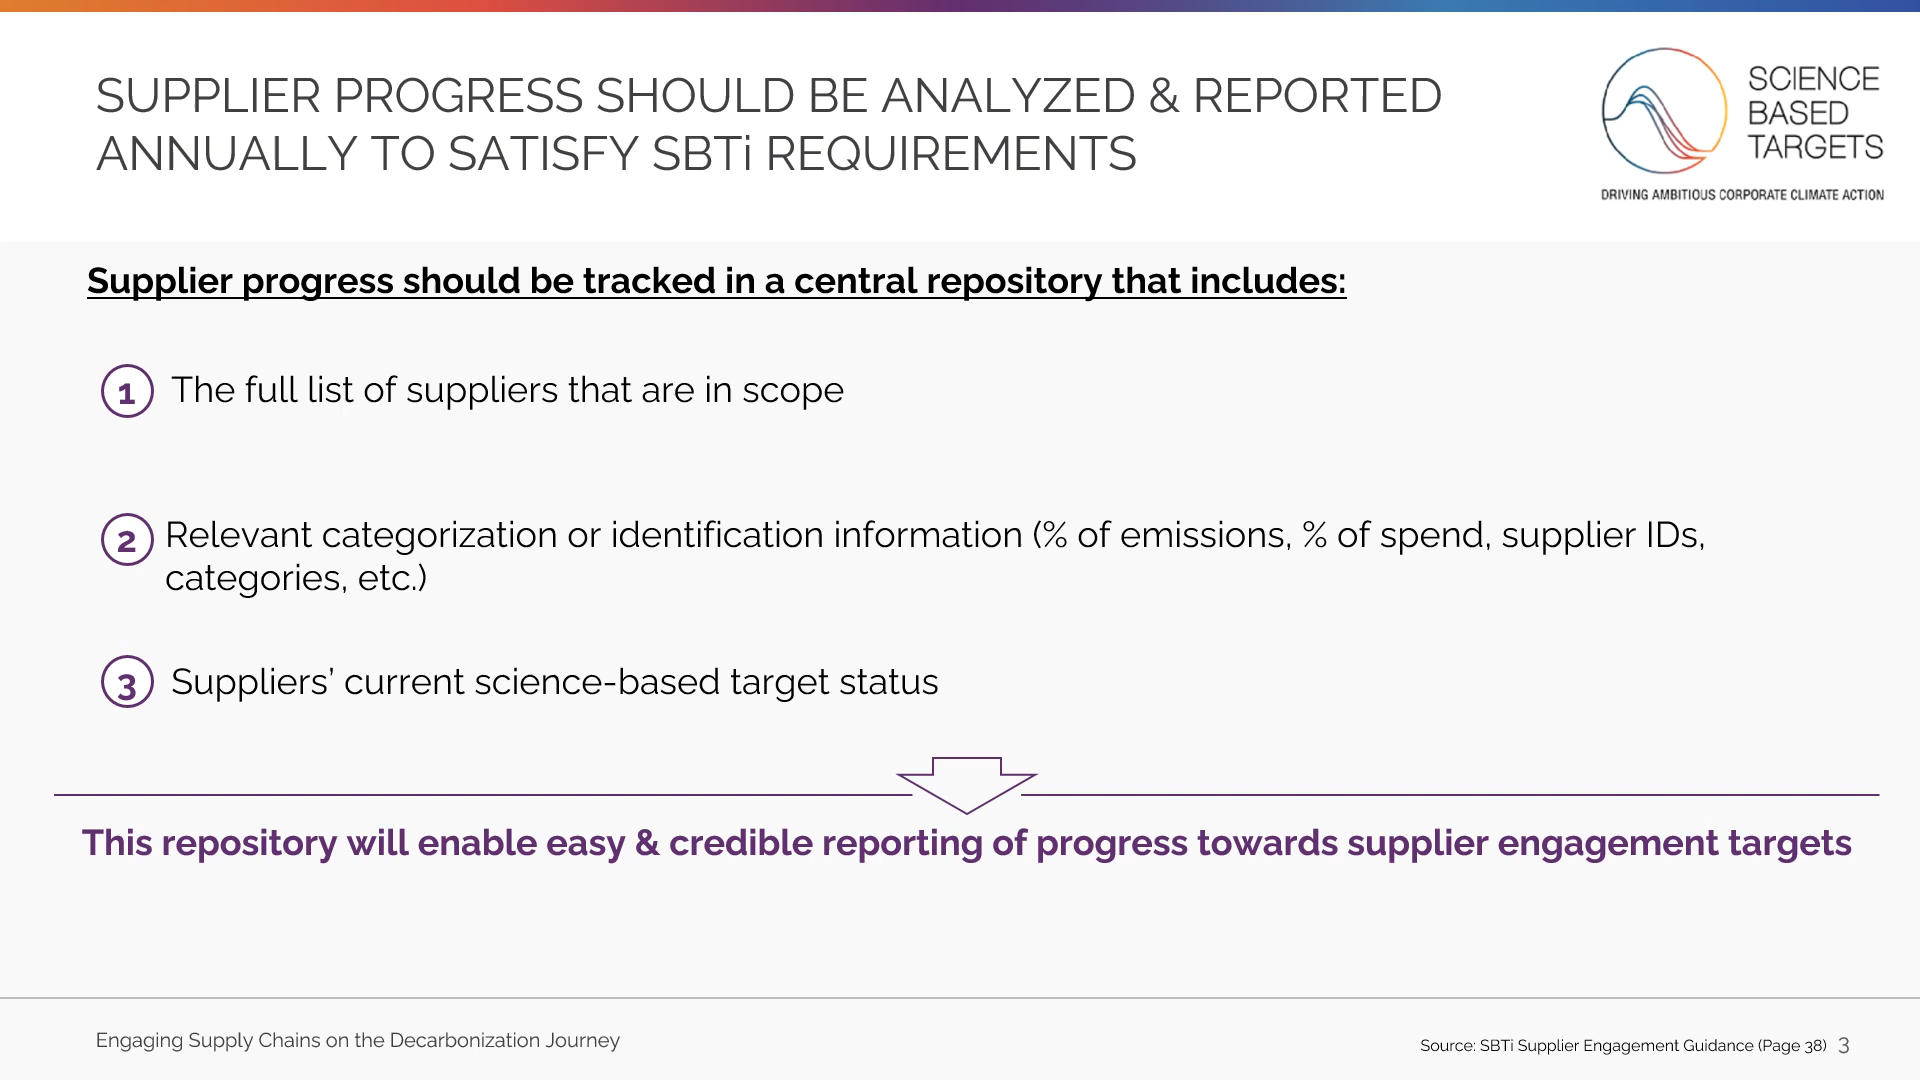 SUPPLIER PROGRESS SHOULD BE ANALYZED & REPORTED
ANNUALLY TO SATISFY SBTi REQUIREMENTS
SCIENCE
BASED
TARGETS
DRIVING AMBITIOUS CORPORATE CLIMATE ACTION
Supplier progress should be tracked in a central repository that includes:
1 The full list of suppliers that are in scope
2 Relevant categorization or identification information (% of emissions, % of spend, supplier IDs,
categories, etc.)
3 Suppliers’ current science-based target status
This repository will enable easy & credible reporting of progress towards supplier engagement targets
Engaging Supply Chains on the Decarbonization Journey
Source: SBTi Supplier Engagement Guidance (Page 38) 3